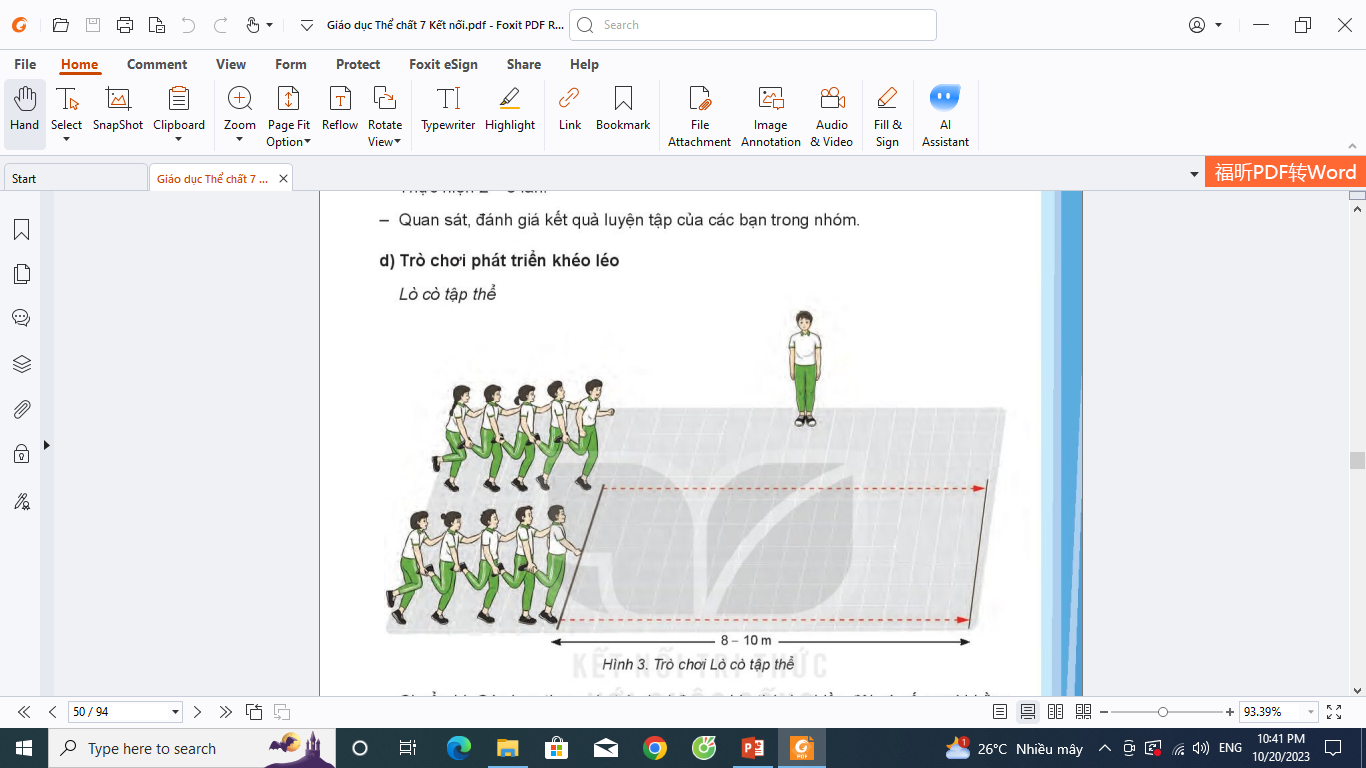 Giáo dục Thể chất 7 Kết nối.pdf - Foxit PDF R...
Search
File Home Comment View Form Protect Foxit eSign Share Help
Hand
Select
SnapShot
Clipboard
Zoom
Page Fit
Option
Reflow
Rotate
View
Typewriter
Highlight
Link
Bookmark
File
Attachment
Image
Annotation
Audio
& Video
Fill &
Sign
AI
Assistant
Start
Giáo dục Thể chất 7 ...
福昕PDF转Word
– Quan sát, đánh giá kết quả luyện tập của các bạn trong nhóm.
d) Trò chơi phát triển khéo léo
Lò cò tập thể
8 – 10 m
KẾT NỐI TRI THỨC
Hình 3. Trò chơi Lò cò tập thể
50 / 94
93.39%
Type here to search
1
PDF
26°C Nhiều mây
ENG
10:41 PM
10/20/2023